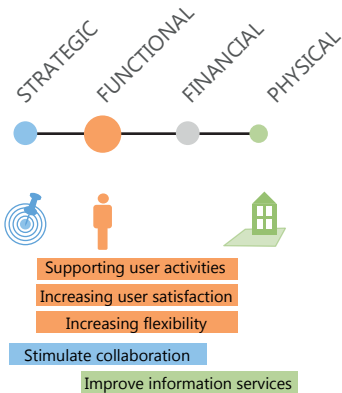 STRATEGIC
FUNCTIONAL
FINANCIAL
PHYSICAL
Supporting user activities
Increasing user satisfaction
Increasing flexibility
Stimulate collaboration
Improve information services